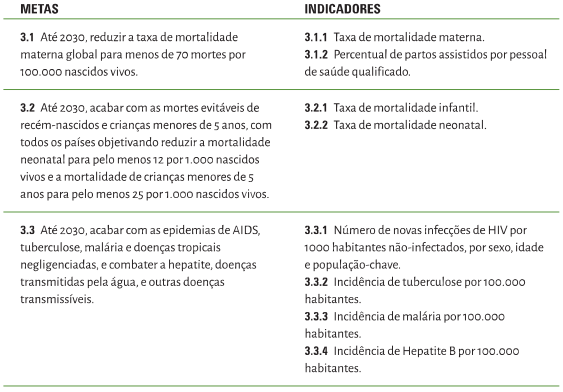 METAS
INDICADORES
3.1 Até 2030, reduzir a taxa de mortalidade
materna global para menos de 70 mortes por
100.000 nascidos vivos.
3.1.1 Taxa de mortalidade materna.
3.1.2 Percentual de partos assistidos por pessoal
de saúde qualificado.
3.2 Até 2030, acabar com as mortes evitáveis de
recém-nascidos e crianças menores de 5 anos, com
todos os países objetivando reduzir a mortalidade
neonatal para pelo menos 12 por 1.000 nascidos
vivos e a mortalidade de crianças menores de 5
anos para pelo menos 25 por 1.000 nascidos vivos.
3.2.1 Taxa de mortalidade infantil.
3.2.2 Taxa de mortalidade neonatal.
3.3 Até 2030, acabar com as epidemias de AIDS,
tuberculose, malária e doenças tropicais
negligenciadas, e combater a hepatite, doenças
transmitidas pela água, e outras doenças
transmissíveis.
3.3.1 Número de novas infecções de HIV por
1000 habitantes não-infectados, por sexo, idade
e população-chave.
3.3.2 Incidência de tuberculose por 100.000
habitantes.
3.3.3 Incidência de malária por 100.000
habitantes.
3.3.4 Incidência de Hepatite B por 100.000
habitantes.